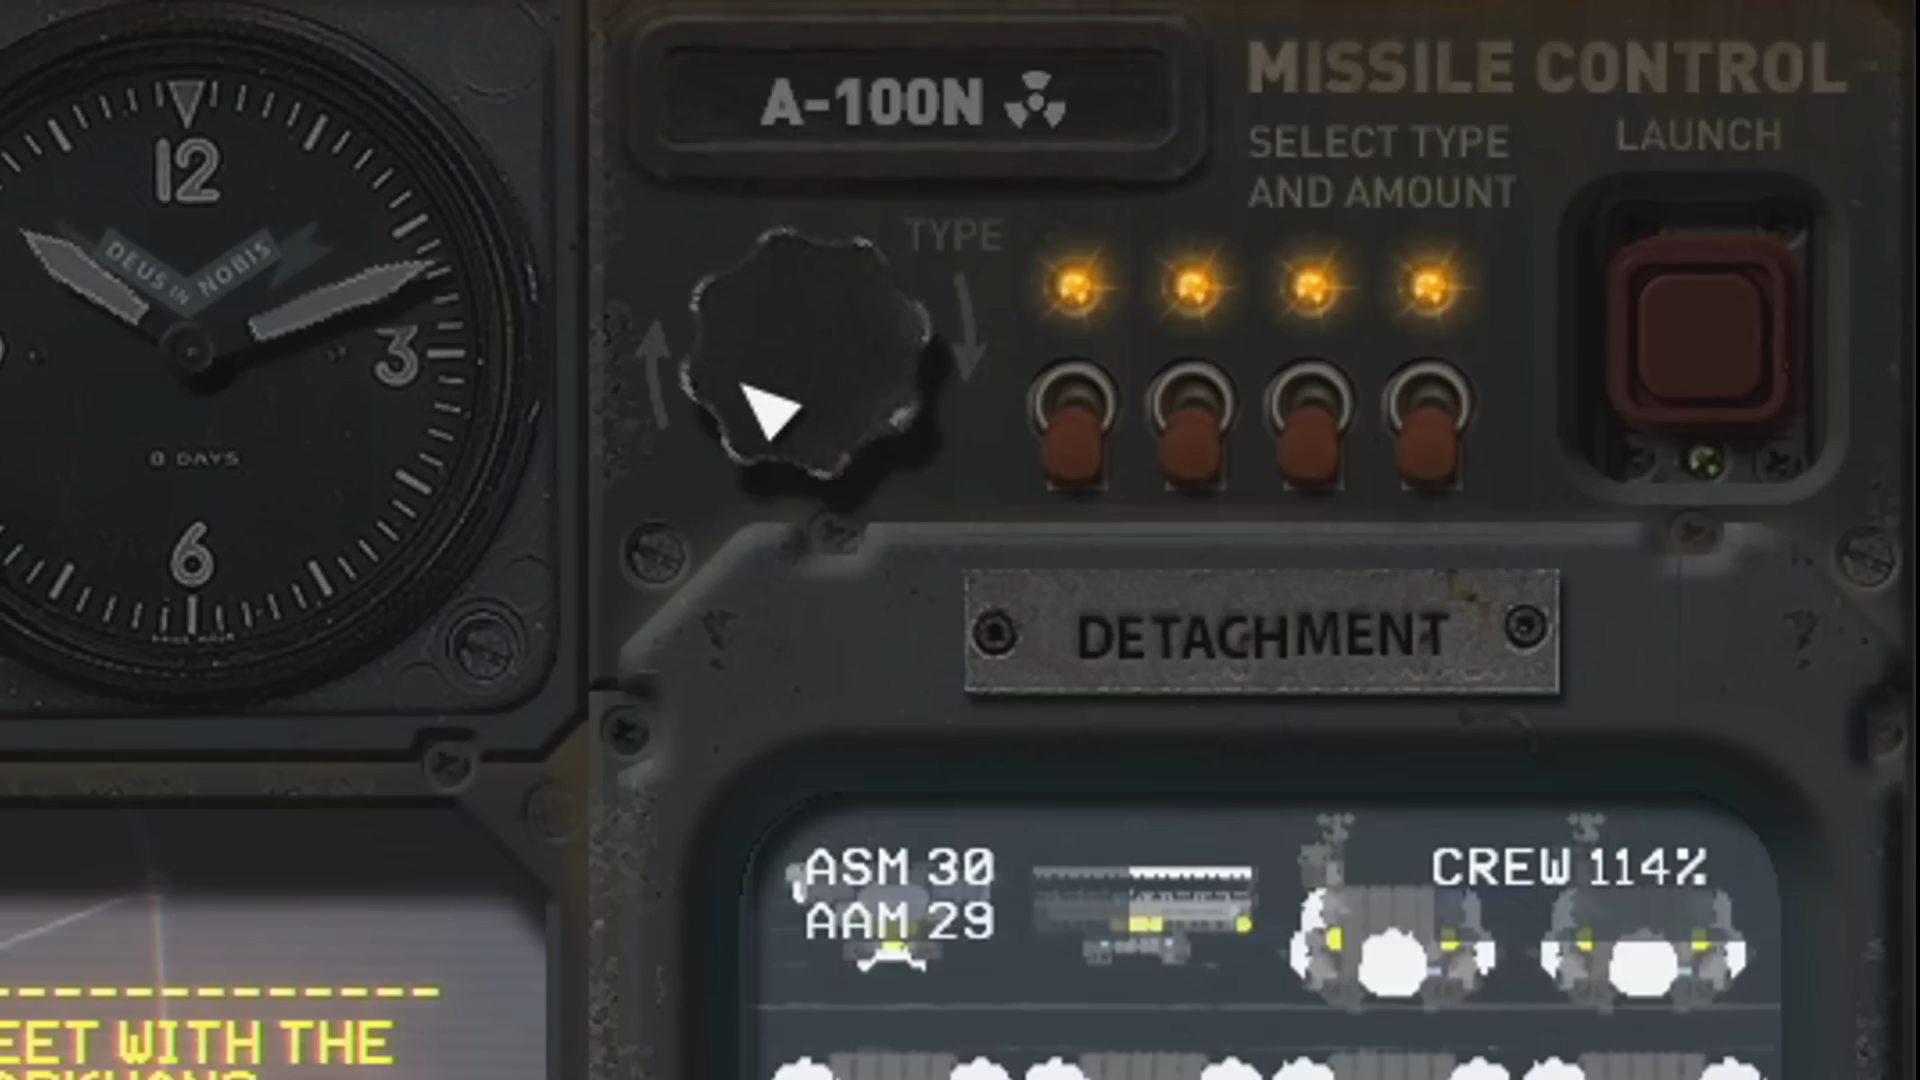 A-100N
MISSILE CONTROL
SELECT TYPE
AND AMOUNT
LAUNCH
TYPE
12
DEUS IN NOBIS
3
8 DAYS
6
DETACHMENT
ASM 30
AAM 29
CREW 114%
EET WITH THE